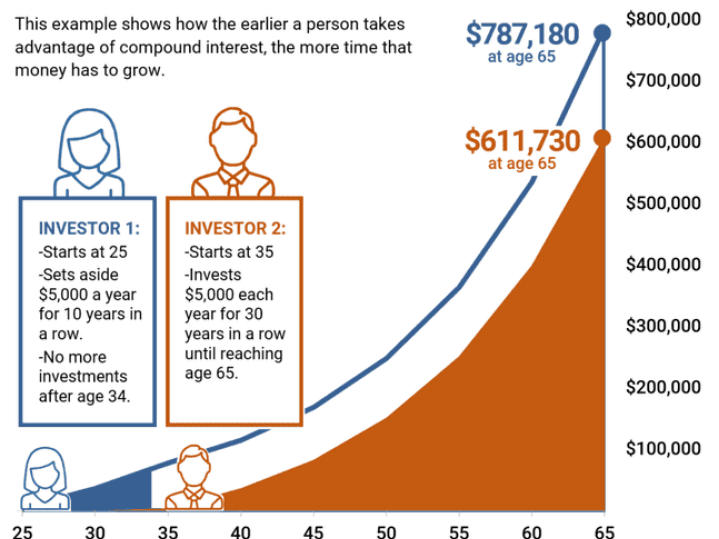 This example shows how the earlier a person takes
advantage of compound interest, the more time that
money has to grow.
$787,180
at age 65
$611,730
at age 65
$800,000
$700,000
$600,000
$500,000
$400,000
$300,000
$200,000
$100,000
INVESTOR 1:
-Starts at 25
-Sets aside
$5,000 a year
for 10 years in
a row.
-No more
investments
after age 34.
INVESTOR 2:
-Starts at 35
-Invests
$5,000 each
year for 30
years in a row
until reaching
age 65.
25 30 35 40 45 50 55 60 65